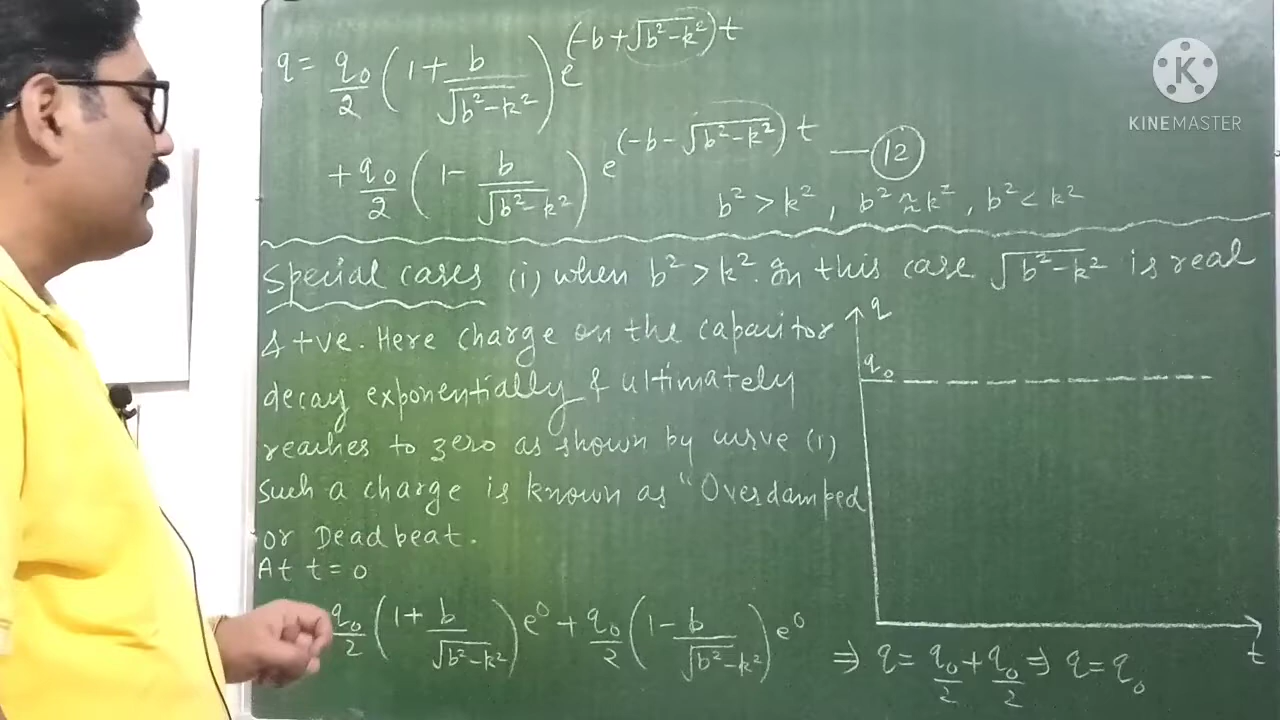 q = q₀/2 (1 + b/√b²-k²) e^(-b+√b²-k²)t
+ q₀/2 (1 - b/√b²-k²) e^(-b-√b²-k²)t — 12
b² > k² , b² ≈ k² , b² < k²
Special cases (i) when b² > k². In this case √b²-k² is real
& +ve. Here charge on the capacitor
decay exponentially & ultimately
reaches to zero as shown by curve (1)
Such a charge is known as "Overdamped
or Deadbeat.
At t = 0
q₀/2 (1 + b/√b²-k²) e⁰ + q₀/2 (1 - b/√b²-k²) e⁰
⇒ q = q₀/2 + q₀/2 ⇒ q = q₀
q
q₀
t
K
KINEMASTER